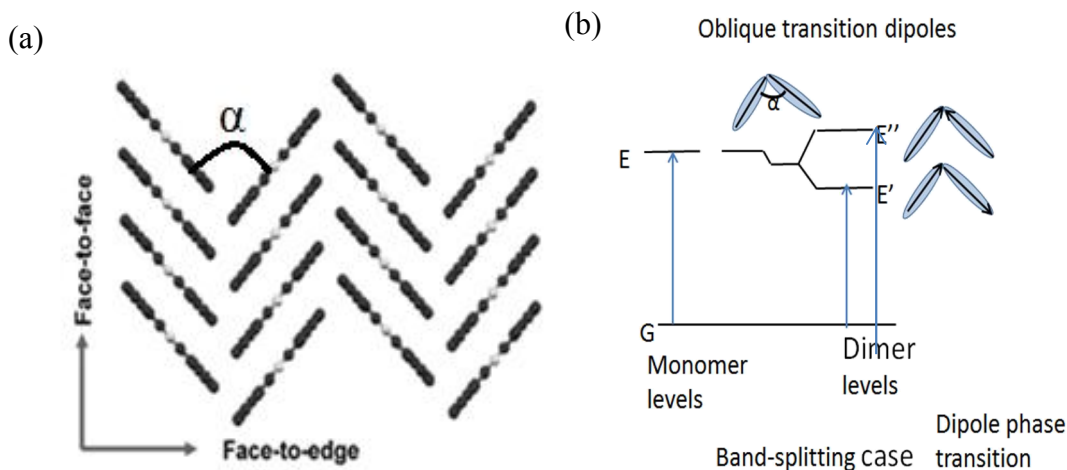 (a)
α
Face-to-face
Face-to-edge
(b)
Oblique transition dipoles
α
E
E''
E'
G
Monomer
levels
Dimer
levels
Band-splitting case
Dipole phase
transition